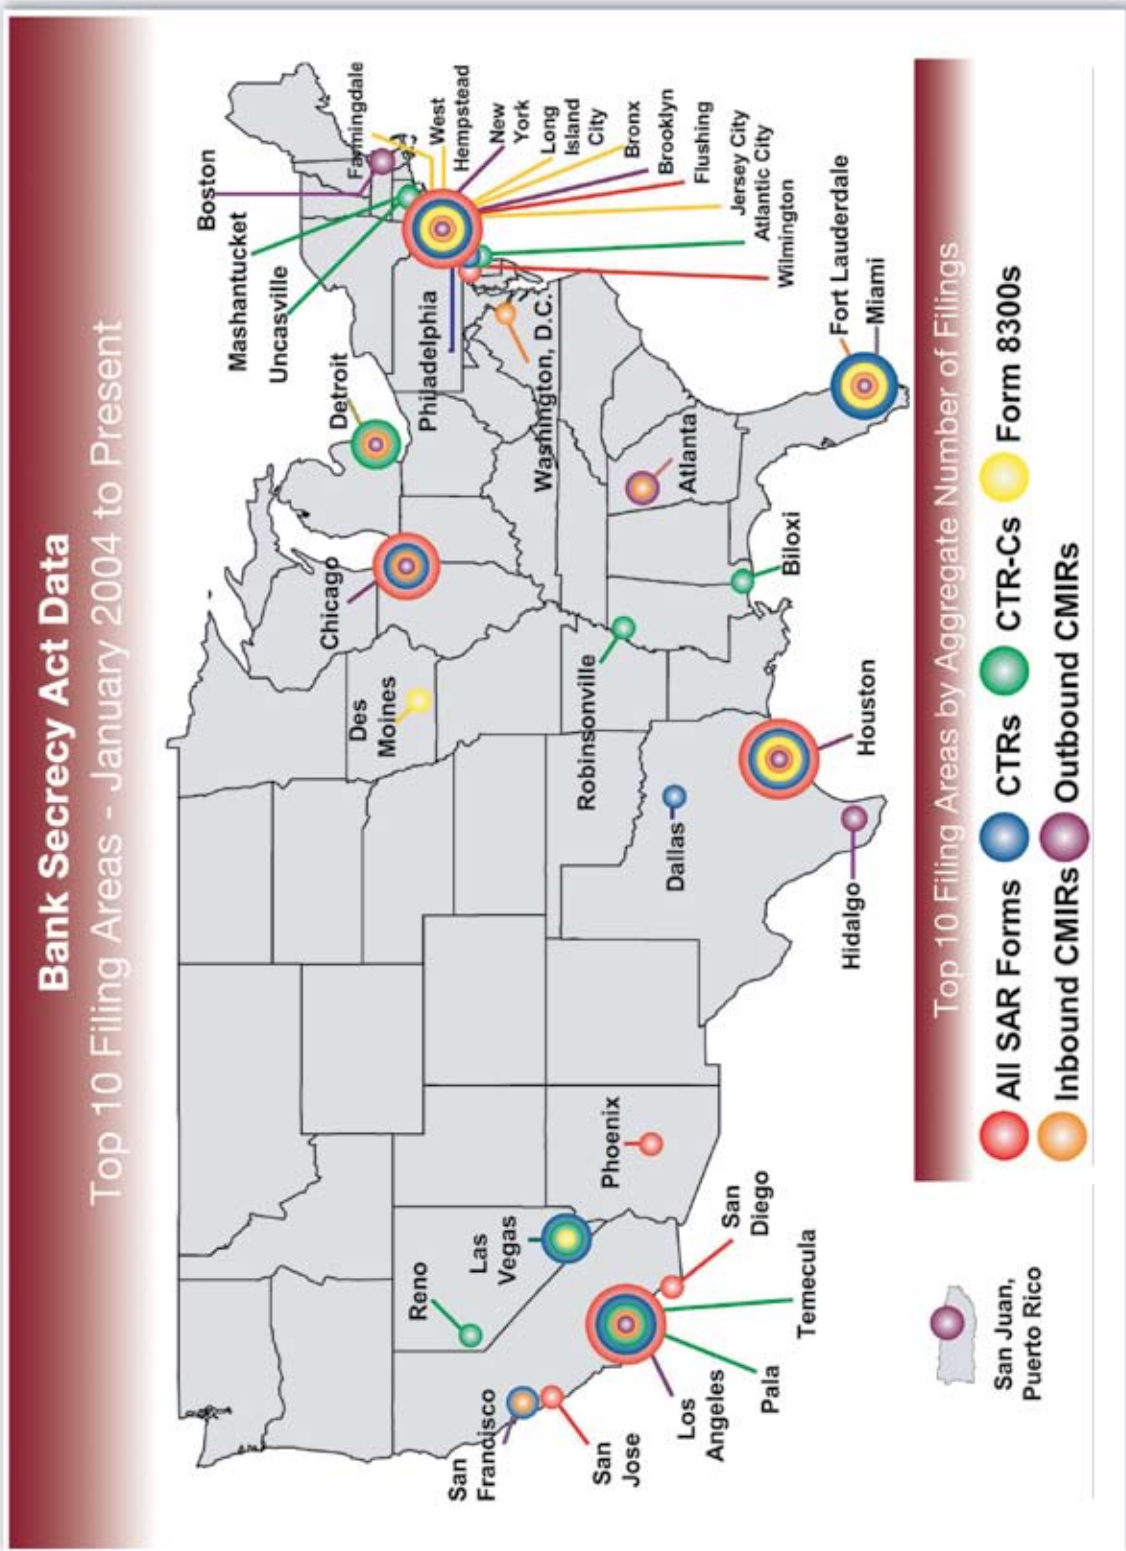 Bank Secrecy Act Data
Top 10 Filing Areas - January 2004 to Present
Boston
Mashantucket
Uncasville
Detroit
Chicago
Des
Moines
Farmingdale
West
Hempstead
New
York
Long
Island
City
Bronx
Brooklyn
Flushing
Jersey City
Atlantic City
Wilmington
Philadelphia
Washington, D.C.
Reno
Las
Vegas
San
Francisco
San
Jose
Los
Angeles
Pala
Temecula
San
Diego
Phoenix
Robinsonville
Dallas
Atlanta
Biloxi
Houston
Hidalgo
Fort Lauderdale
Miami
San Juan,
Puerto Rico
Top 10 Filing Areas by Aggregate Number of Filings
All SAR Forms
CTRs
CTR-Cs
Form 8300s
Inbound CMIRs
Outbound CMIRs